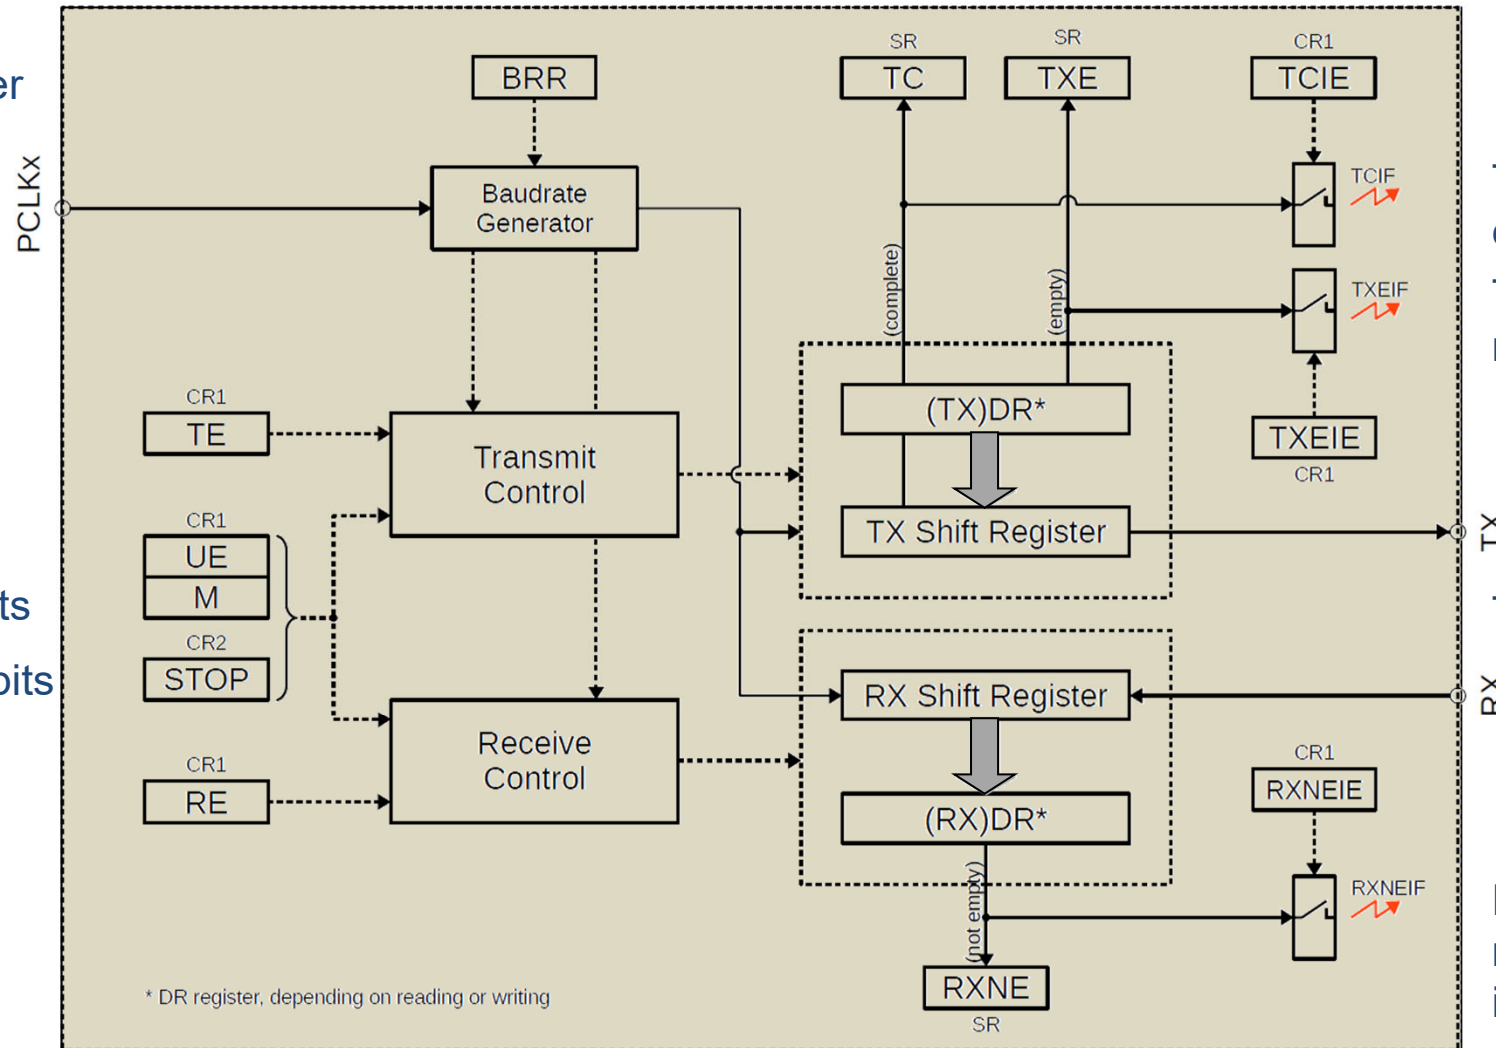 SR
SR
CR1
BRR
TC
TXE
TCIE
er
PCLKx
Baudrate
Generator
TCIF
(complete)
(empty)
TXEIF
CR1
TE
(TX)DR*
TXEIE
CR1
Transmit
Control
CR1
UE
M
TX Shift Register
TX
ts
CR2
STOP
bits
RX Shift Register
RX
CR1
RE
Receive
Control
CR1
RXNEIE
(RX)DR*
(not empty)
RXNEIF
RXNE
SR
* DR register, depending on reading or writing